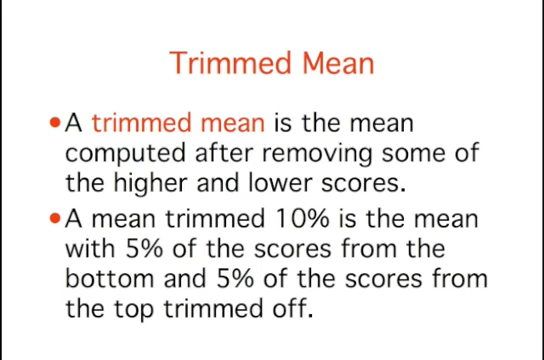 Trimmed Mean
•A trimmed mean is the mean
computed after removing some of
the higher and lower scores.
•A mean trimmed 10% is the mean
with 5% of the scores from the
bottom and 5% of the scores from
the top trimmed off.